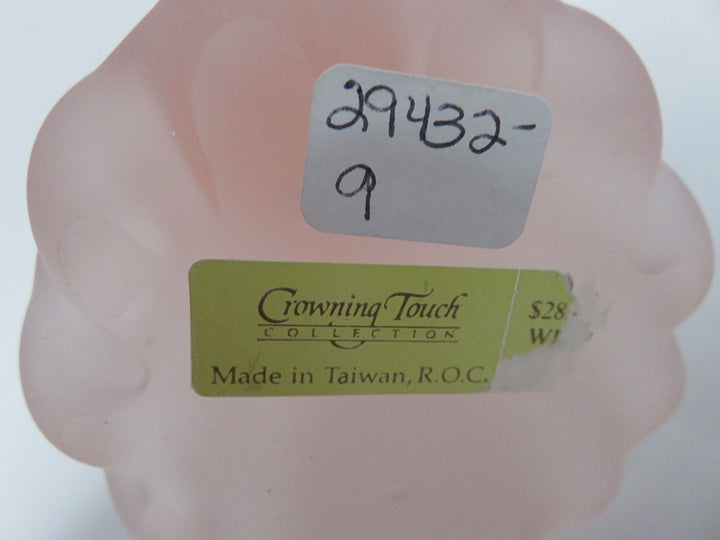 29432-
9
Crowning Touch
COLLECTION
Made in Taiwan, R.O.C.
$28